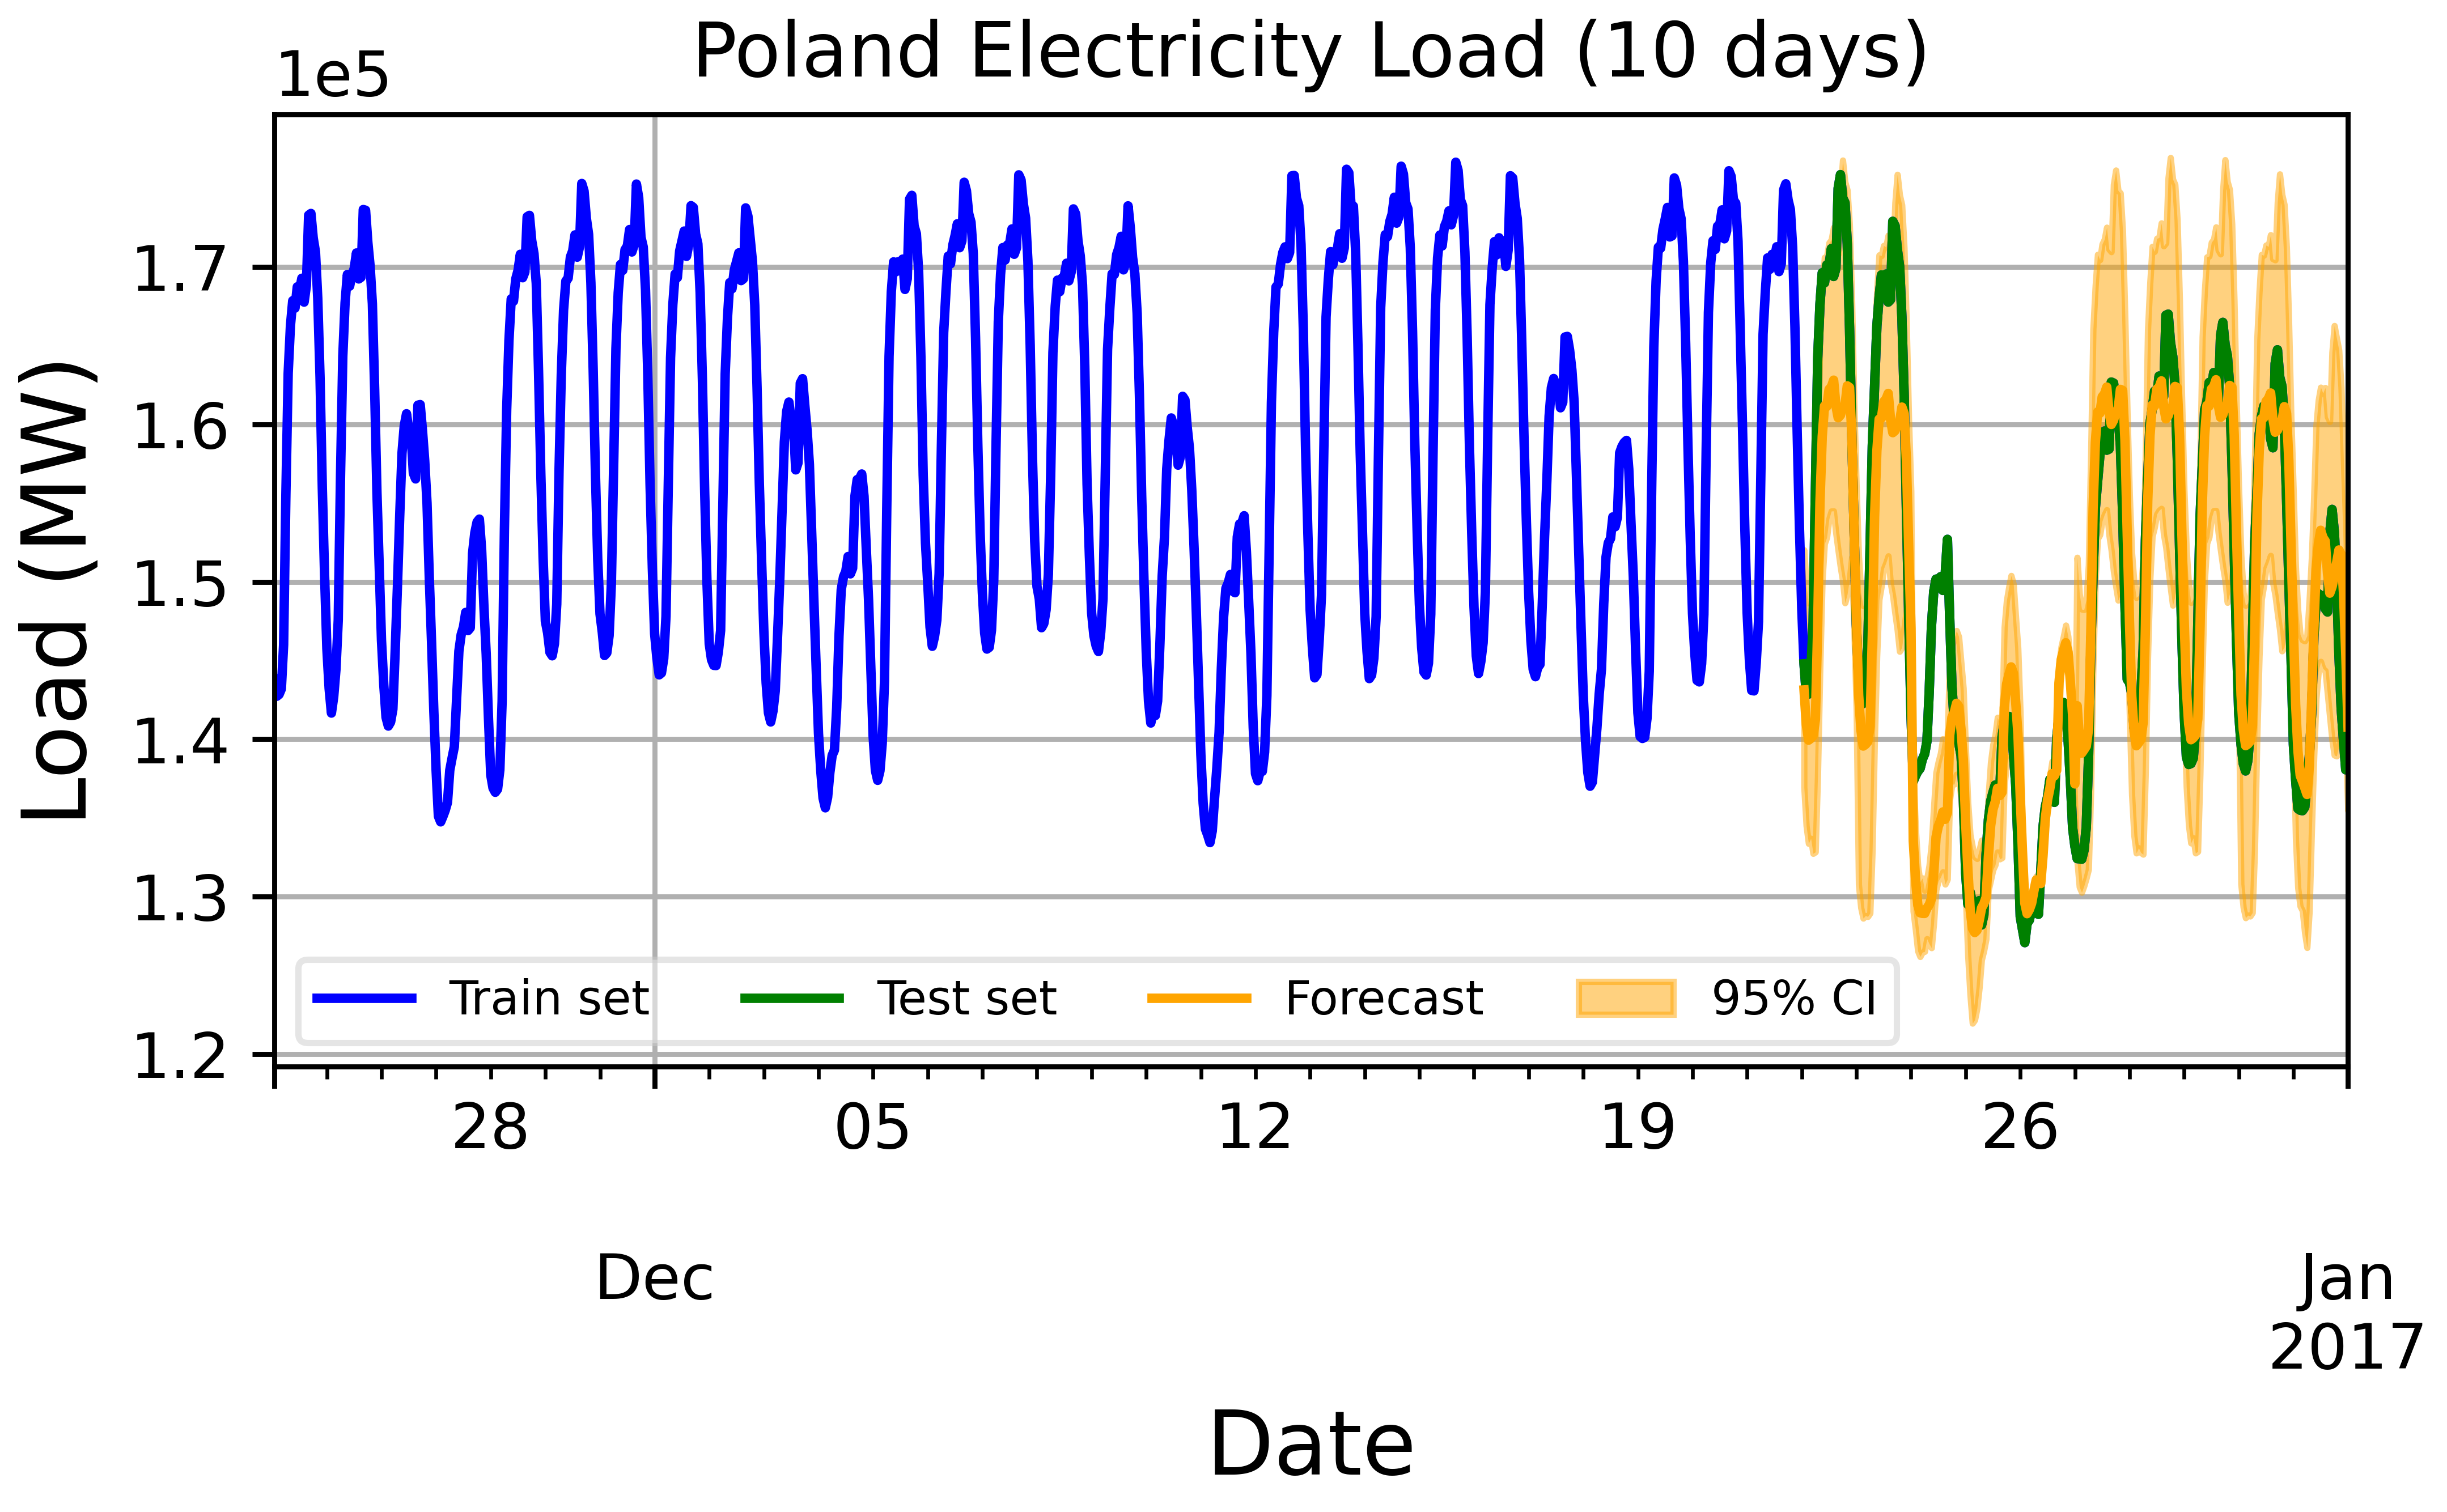 Poland Electricity Load (10 days)
1e5
Load (MW)
1.7
1.6
1.5
1.4
1.3
1.2
Train set Test set Forecast 95% CI
28 05 12 19 26
Dec Jan
2017
Date